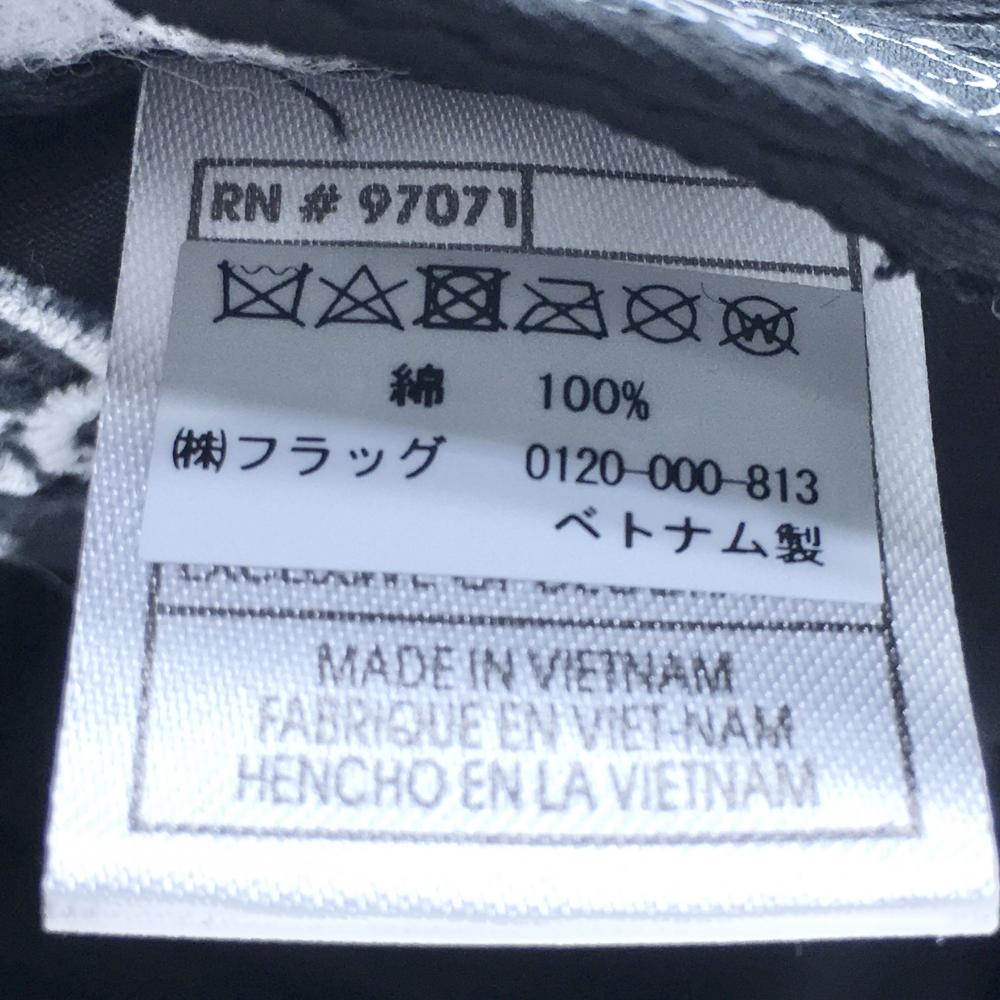 RN # 97071
綿 100%
㈱フラッグ 0120-000-813
ベトナム製
MADE IN VIETNAM
FABRIQUE EN VIET-NAM
HENCHO EN LA VIETNAM